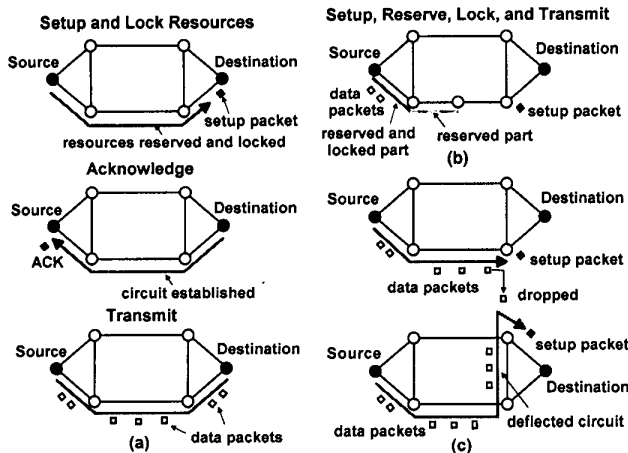 Setup and Lock Resources
Source
Destination
setup packet
resources reserved and locked
Acknowledge
Source
Destination
ACK
circuit established
Transmit
Source
Destination
data packets
(a)
Setup, Reserve, Lock, and Transmit
Source
Destination
data
packets
setup packet
reserved and
locked part
reserved part
(b)
Source
Destination
setup packet
data packets
dropped
Source
setup packet
Destination
deflected circuit
data packets
(c)